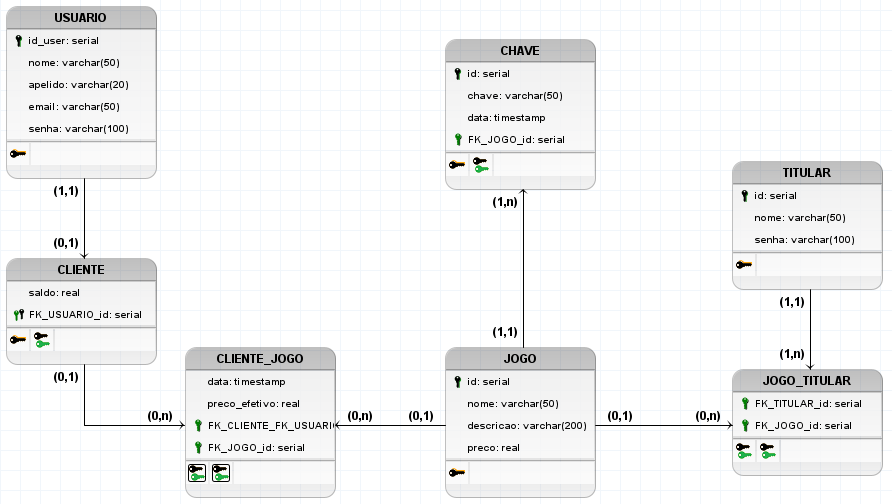 USUARIO
id_user: serial
nome: varchar(50)
apelido: varchar(20)
email: varchar(50)
senha: varchar(100)
(1,1)
(0,1)
CLIENTE
saldo: real
FK_USUARIO_id: serial
(0,1)
(0,n)
CLIENTE_JOGO
data: timestamp
preco_efetivo: real
FK_CLIENTE_FK_USUARI
FK_JOGO_id: serial
(0,n)
(0,1)
CHAVE
id: serial
chave: varchar(50)
data: timestamp
FK_JOGO_id: serial
(1,n)
(1,1)
JOGO
id: serial
nome: varchar(50)
descricao: varchar(200)
preco: real
(0,1)
(0,n)
TITULAR
id: serial
nome: varchar(50)
senha: varchar(100)
(1,1)
(1,n)
JOGO_TITULAR
FK_TITULAR_id: serial
FK_JOGO_id: serial